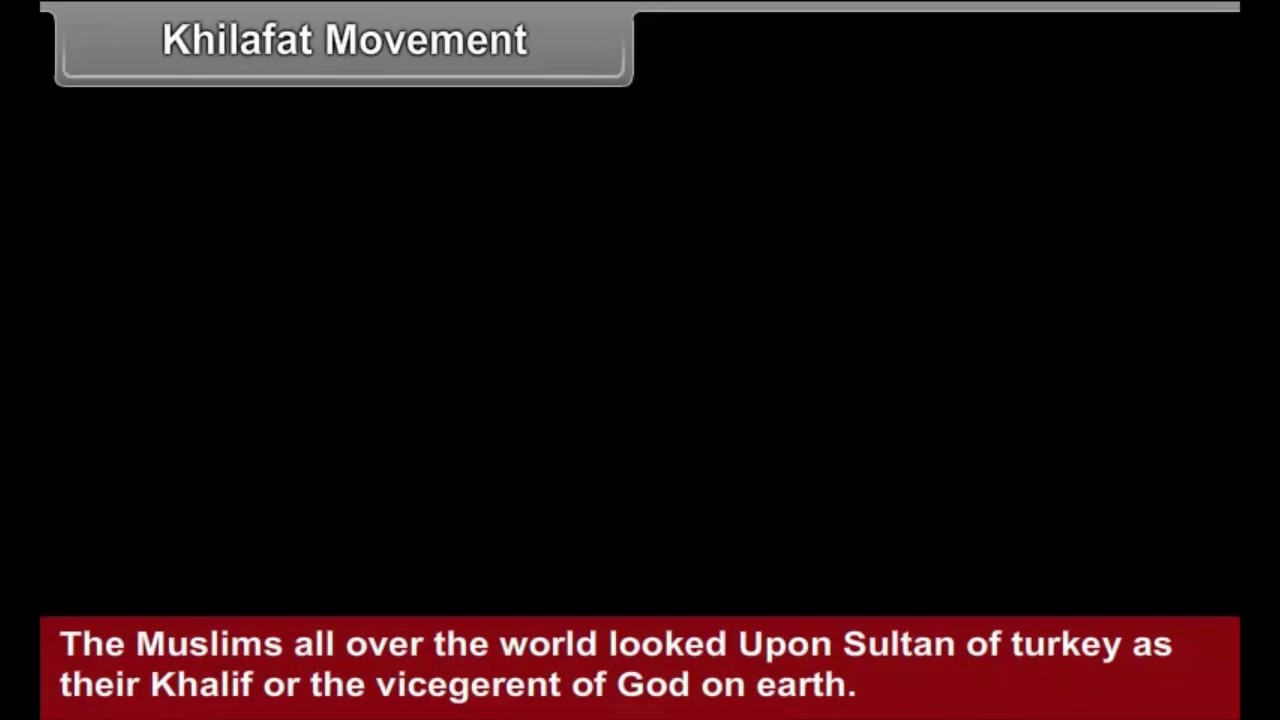 Khilafat Movement
The Muslims all over the world looked Upon Sultan of turkey as
their Khalif or the vicegerent of God on earth.